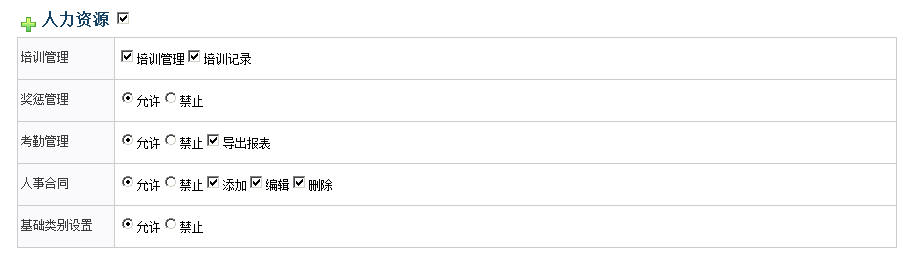 人力资源
培训管理 培训管理 培训记录
奖惩管理 允许 禁止
考勤管理 允许 禁止 导出报表
人事合同 允许 禁止 添加 编辑 删除
基础类别设置 允许 禁止